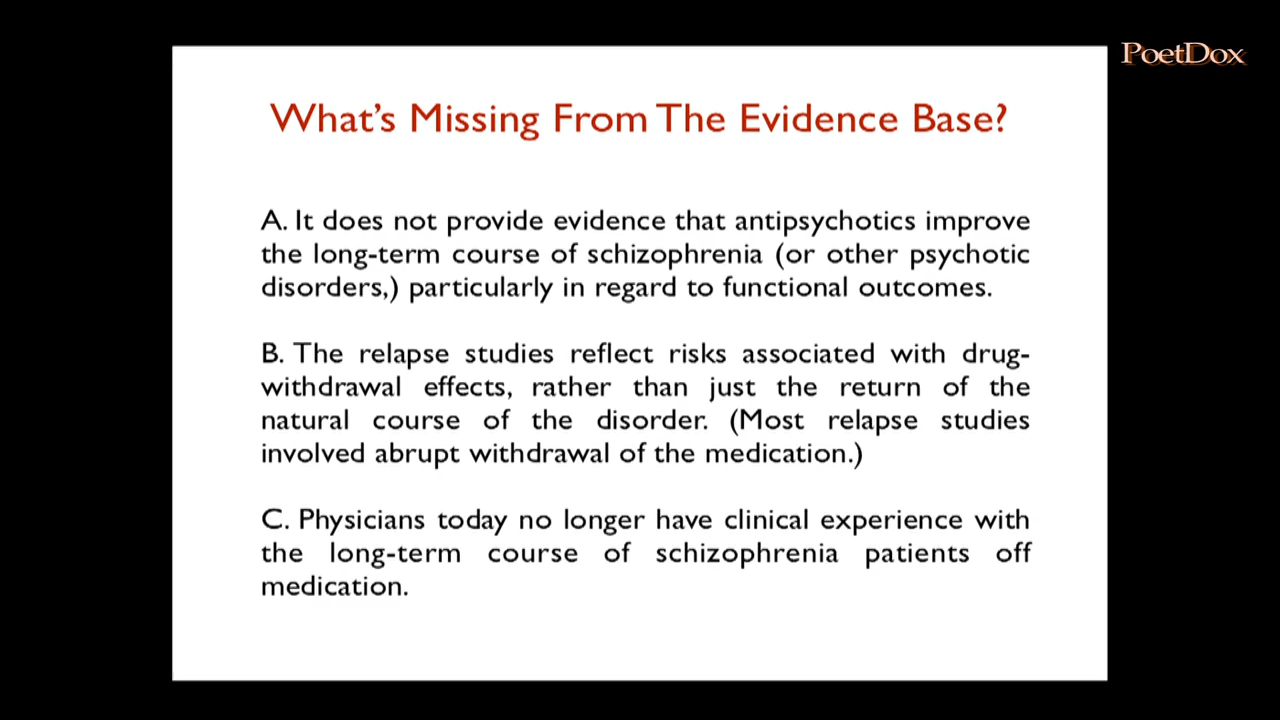 PoetDox
What's Missing From The Evidence Base?
A. It does not provide evidence that antipsychotics improve
the long-term course of schizophrenia (or other psychotic
disorders,) particularly in regard to functional outcomes.
B. The relapse studies reflect risks associated with drug-
withdrawal effects, rather than just the return of the
natural course of the disorder. (Most relapse studies
involved abrupt withdrawal of the medication.)
C. Physicians today no longer have clinical experience with
the long-term course of schizophrenia patients off
medication.